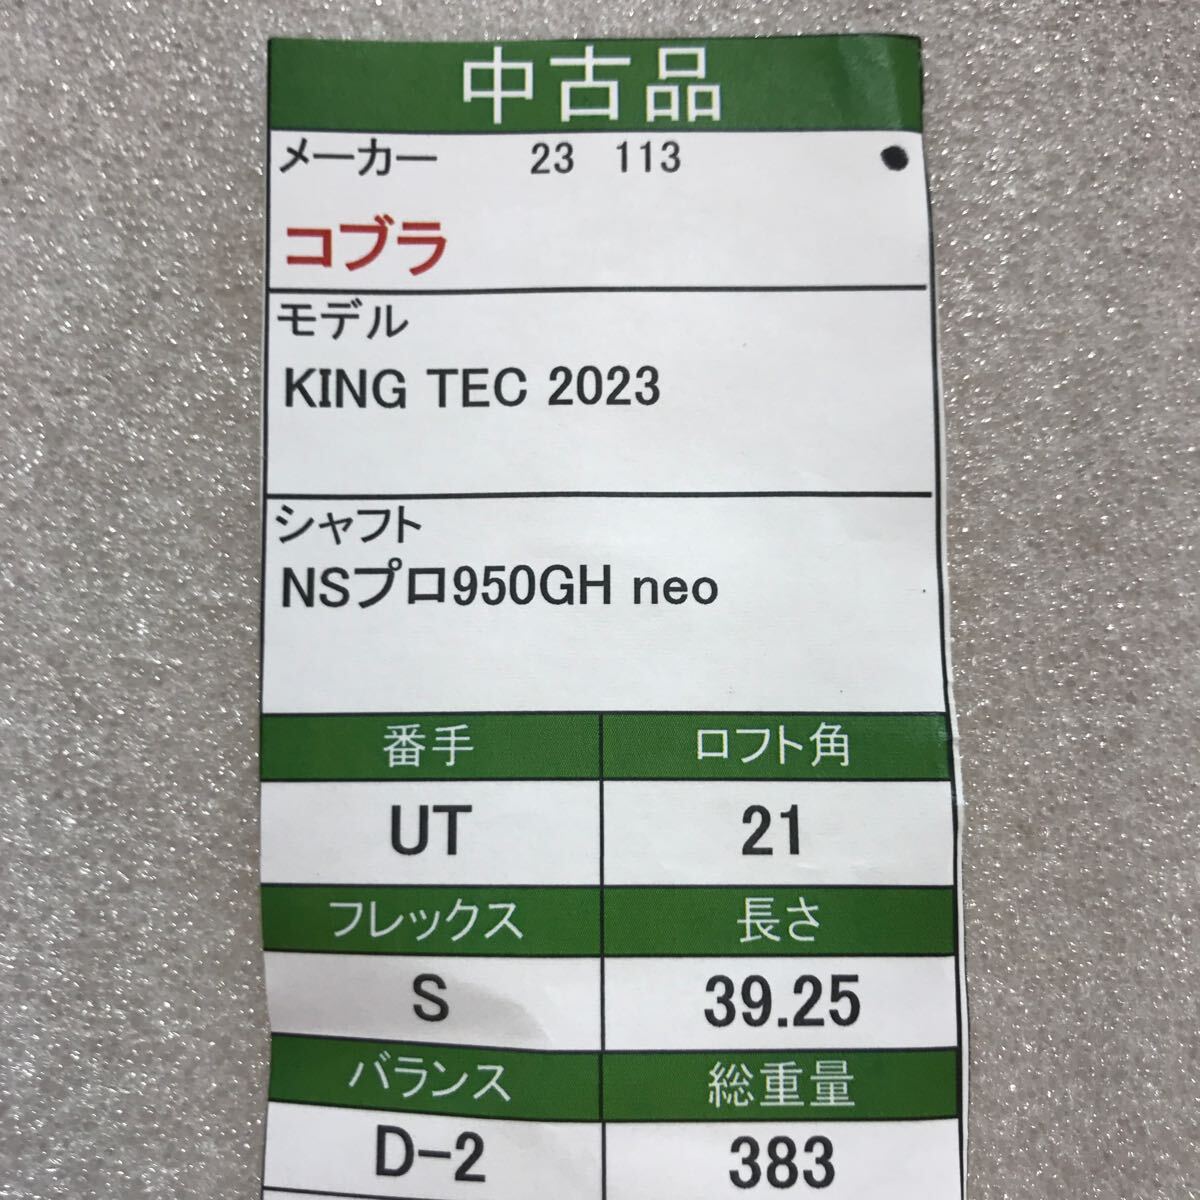 中古品
メーカー 23 113
コブラ
モデル
KING TEC 2023
シャフト
NSプロ950GH neo
番手 ロフト角
UT 21
フレックス 長さ
S 39.25
バランス 総重量
D-2 383